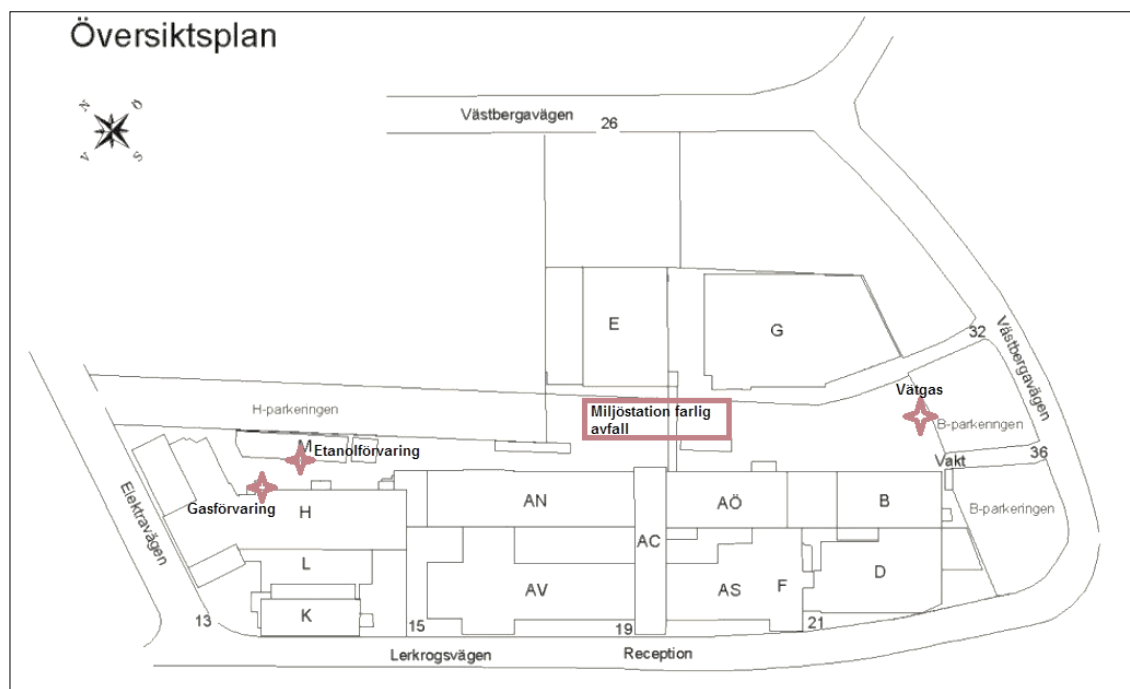 Översiktsplan
N
Ö
V
S
Västbergavägen
26
E
G
32
Västbergavägen
Vätgas
H-parkeringen
Miljöstation farlig
avfall
B-parkeringen
M
Etanolförvaring
Vakt
36
Gasförvaring
Elektravägen
H
AN
AÖ
B
B-parkeringen
AC
L
AV
AS
F
D
K
13
15
19
21
Lerkrogsvägen
Reception